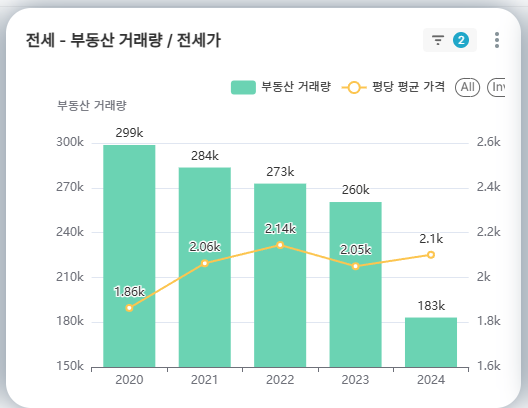 전세 - 부동산 거래량 / 전세가
2
부동산 거래량
평당 평균 가격
All
Inv
부동산 거래량
299k
284k
273k
260k
183k
1.86k
2.06k
2.14k
2.05k
2.1k
300k
270k
240k
210k
180k
150k
2.6k
2.4k
2.2k
2k
1.8k
1.6k
2020
2021
2022
2023
2024